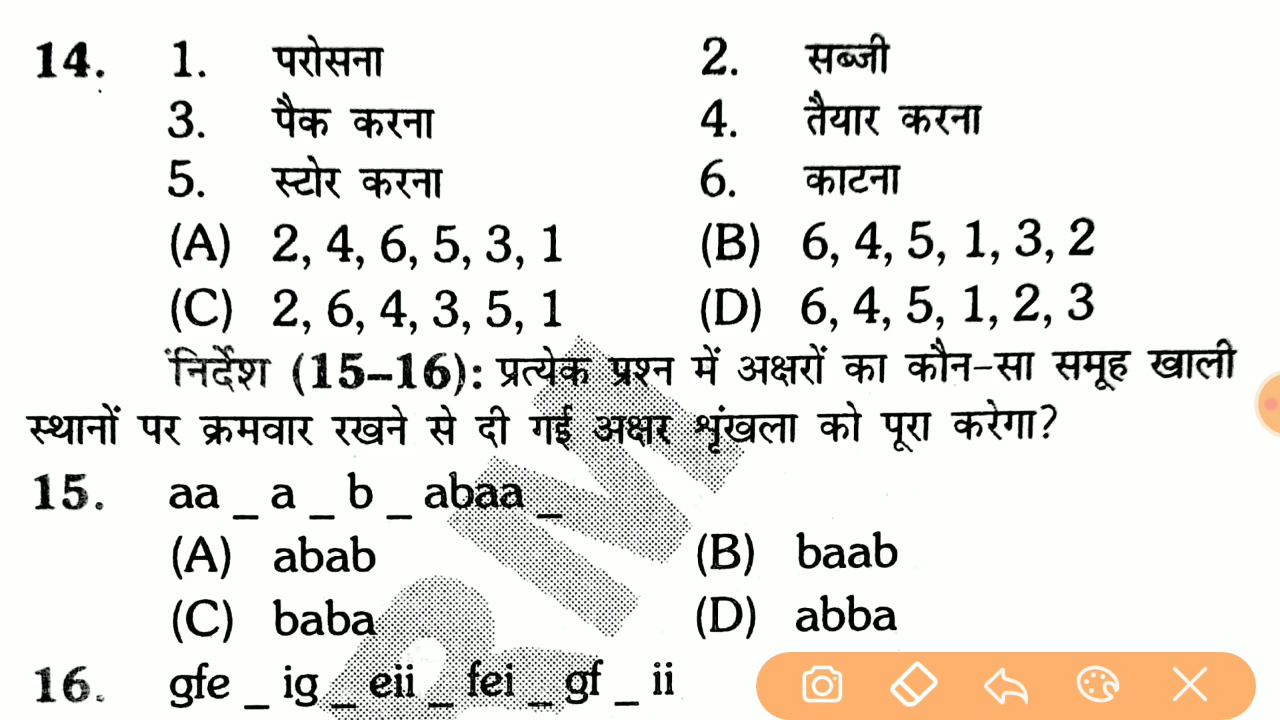 14. 1. परोसना 2. सब्जी
3. पैक करना 4. तैयार करना
5. स्टोर करना 6. काटना
(A) 2, 4, 6, 5, 3, 1 (B) 6, 4, 5, 1, 3, 2
(C) 2, 6, 4, 3, 5, 1 (D) 6, 4, 5, 1, 2, 3
निर्देश (15–16): प्रत्येक प्रश्न में अक्षरों का कौन-सा समूह खाली
स्थानों पर क्रमवार रखने से दी गई अक्षर शृंखला को पूरा करेगा?
15. aa _ a _ b _ abaa _
(A) abab (B) baab
(C) baba (D) abba
16. gfe _ ig _ eii _ fei _ gf _ ii